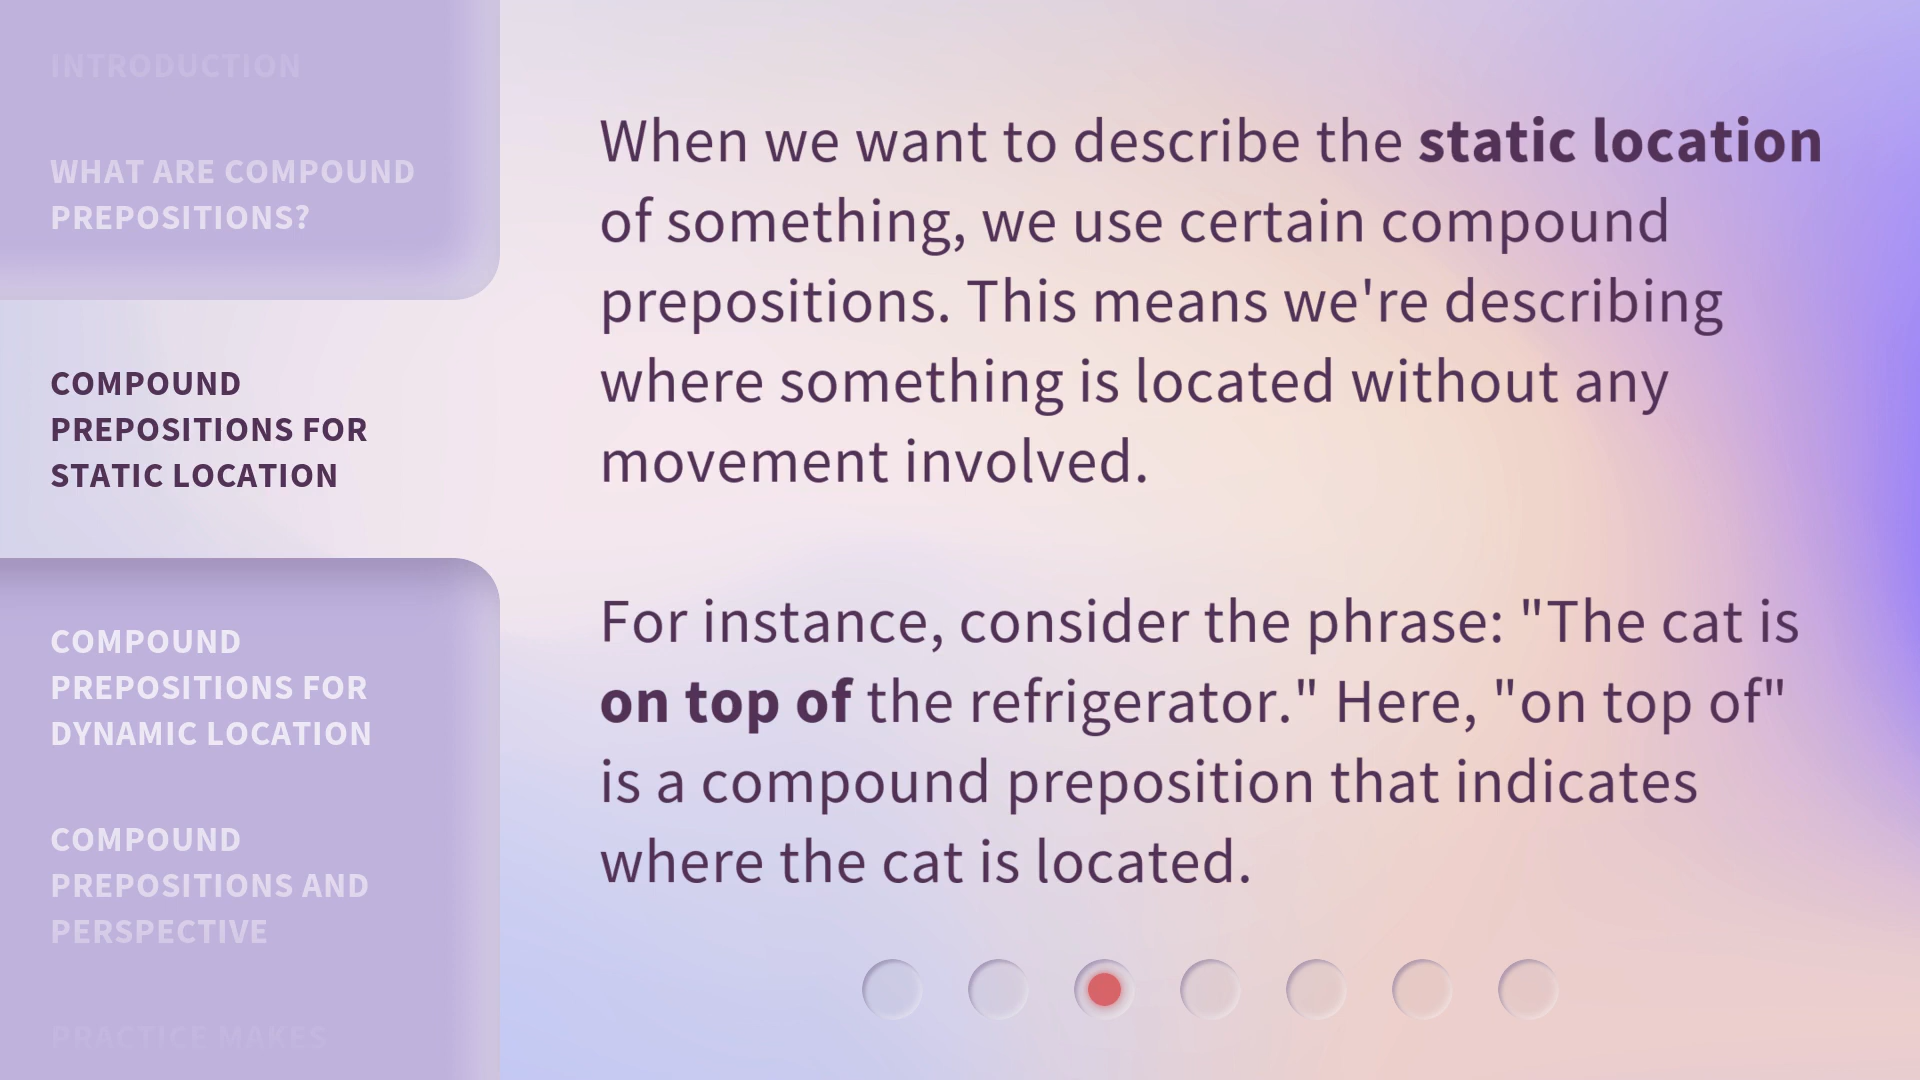 INTRODUCTION
WHAT ARE COMPOUND
PREPOSITIONS?
COMPOUND
PREPOSITIONS FOR
STATIC LOCATION
COMPOUND
PREPOSITIONS FOR
DYNAMIC LOCATION
COMPOUND
PREPOSITIONS AND
PERSPECTIVE
PRACTICE MAKES
When we want to describe the static location
of something, we use certain compound
prepositions. This means we're describing
where something is located without any
movement involved.
For instance, consider the phrase: "The cat is
on top of the refrigerator." Here, "on top of"
is a compound preposition that indicates
where the cat is located.